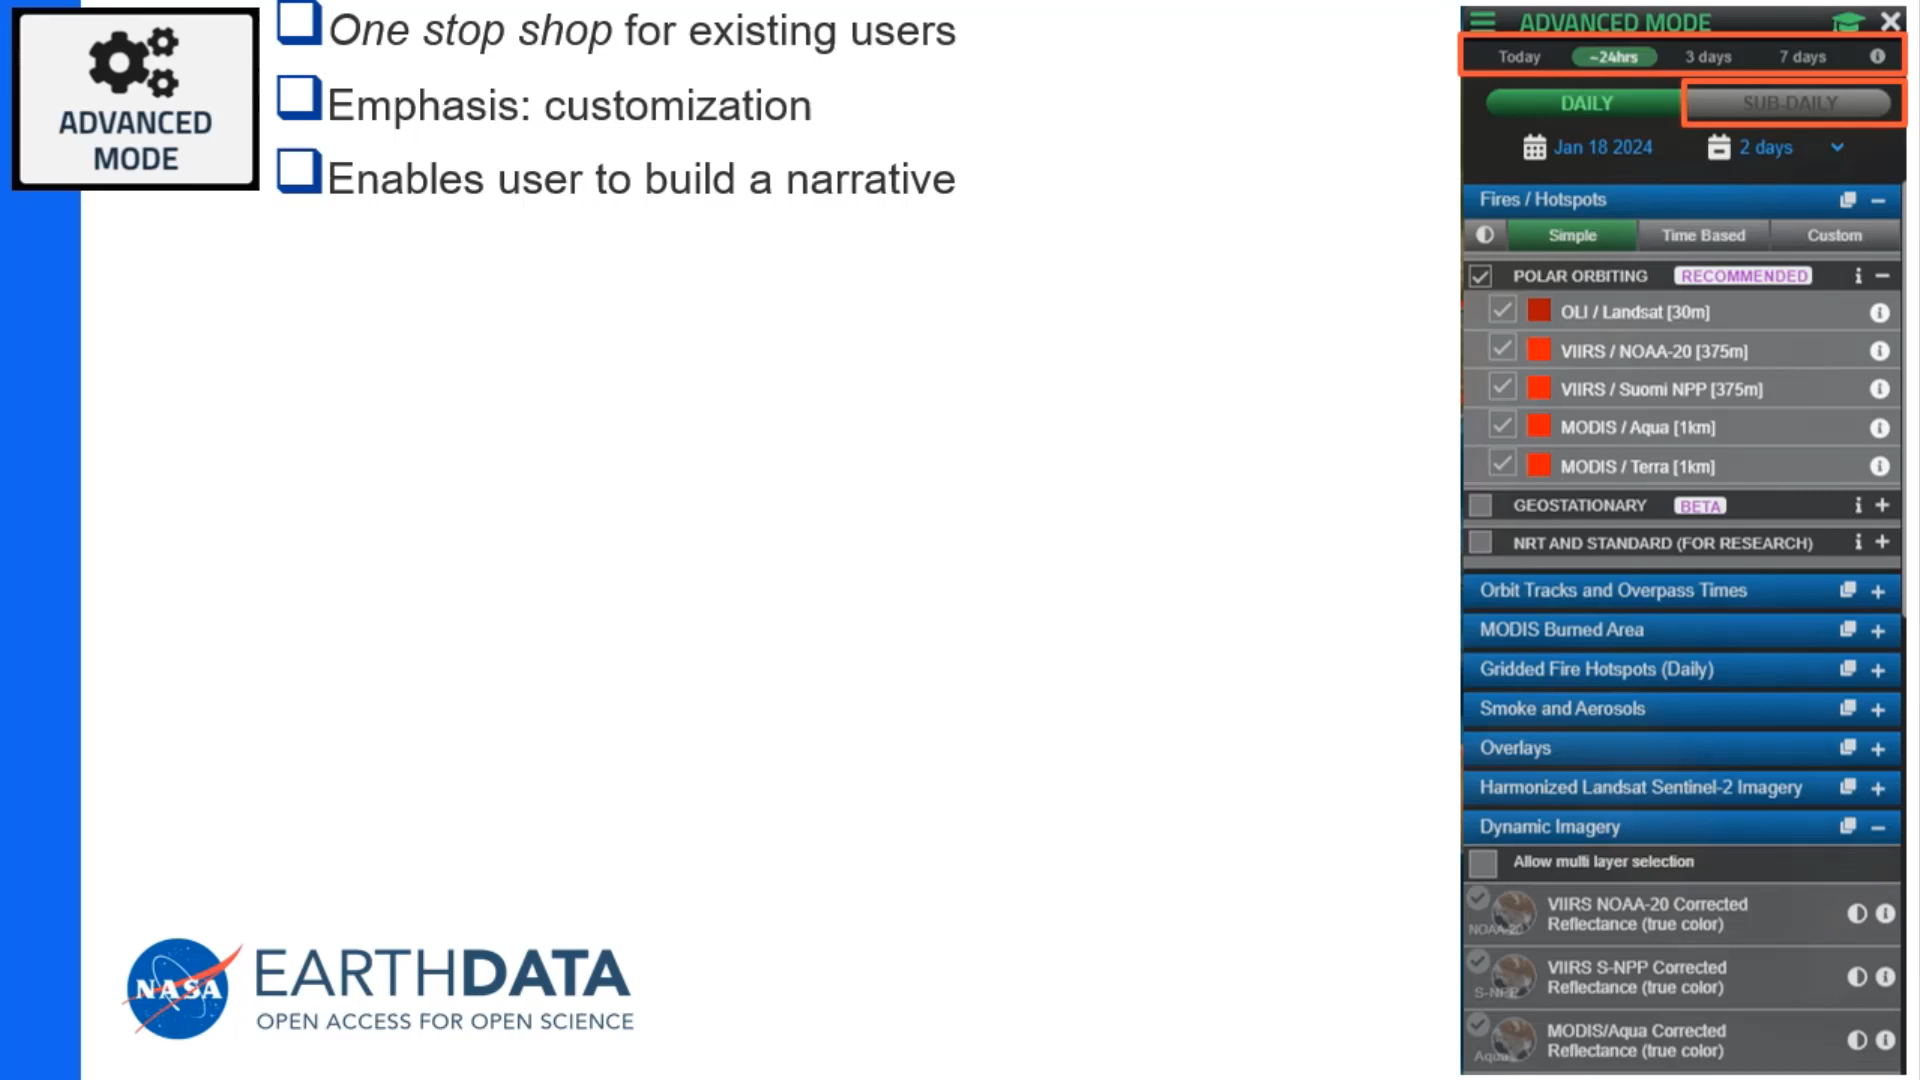 ADVANCED
MODE
One stop shop for existing users
Emphasis: customization
Enables user to build a narrative
NASA
EARTHDATA
OPEN ACCESS FOR OPEN SCIENCE
ADVANCED MODE
Today ~24hrs 3 days 7 days
DAILY SUB-DAILY
Jan 18 2024 2 days
Fires / Hotspots
Simple Time Based Custom
POLAR ORBITING RECOMMENDED
OLI / Landsat [30m]
VIIRS / NOAA-20 [375m]
VIIRS / Suomi NPP [375m]
MODIS / Aqua [1km]
MODIS / Terra [1km]
GEOSTATIONARY BETA
NRT AND STANDARD (FOR RESEARCH)
Orbit Tracks and Overpass Times
MODIS Burned Area
Gridded Fire Hotspots (Daily)
Smoke and Aerosols
Overlays
Harmonized Landsat Sentinel-2 Imagery
Dynamic Imagery
Allow multi layer selection
VIIRS NOAA-20 Corrected
Reflectance (true color)
NOAA-20
VIIRS S-NPP Corrected
Reflectance (true color)
S-NPP
MODIS/Aqua Corrected
Reflectance (true color)
Aqua